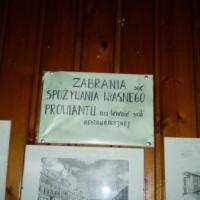 ZABRANIA się
SPOŻYWANIA WŁASNEGO
PROWIANTU na terenie sali
restauracyjnej